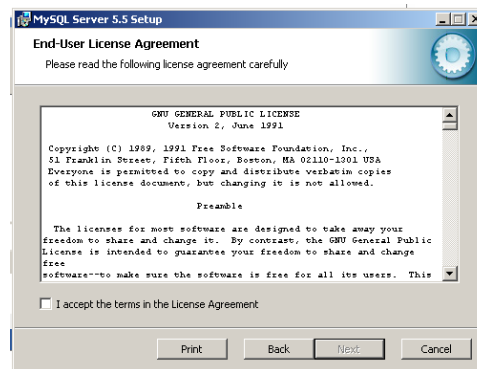 MySQL Server 5.5 Setup
End-User License Agreement
Please read the following license agreement carefully
GNU GENERAL PUBLIC LICENSE
Version 2, June 1991
Copyright (C) 1989, 1991 Free Software Foundation, Inc.,
51 Franklin Street, Fifth Floor, Boston, MA 02110-1301 USA
Everyone is permitted to copy and distribute verbatim copies
of this license document, but changing it is not allowed.
Preamble
The licenses for most software are designed to take away your
freedom to share and change it. By contrast, the GNU General Public
License is intended to guarantee your freedom to share and change
free
software--to make sure the software is free for all its users. This
I accept the terms in the License Agreement
Print Back Next Cancel